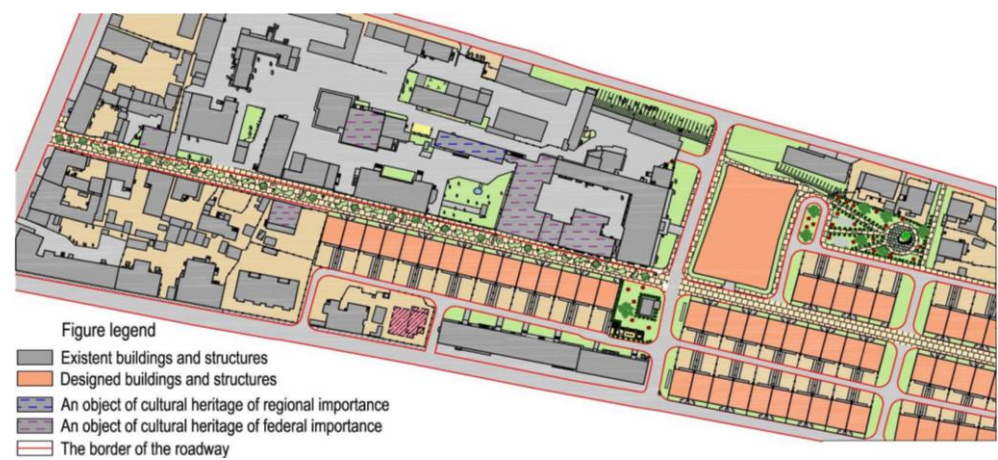 Figure legend
Existent buildings and structures
Designed buildings and structures
An object of cultural heritage of regional importance
An object of cultural heritage of federal importance
The border of the roadway